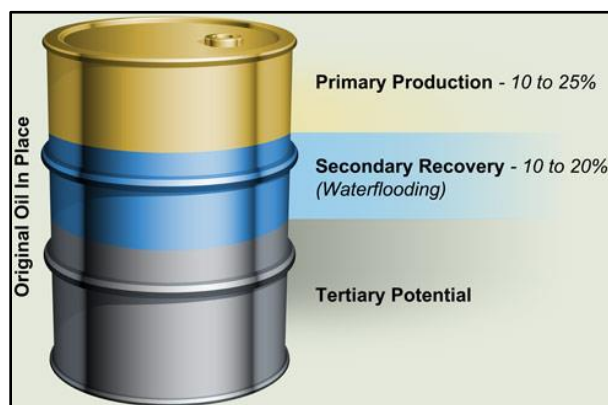 Original Oil In Place
Primary Production - 10 to 25%
Secondary Recovery - 10 to 20%
(Waterflooding)
Tertiary Potential